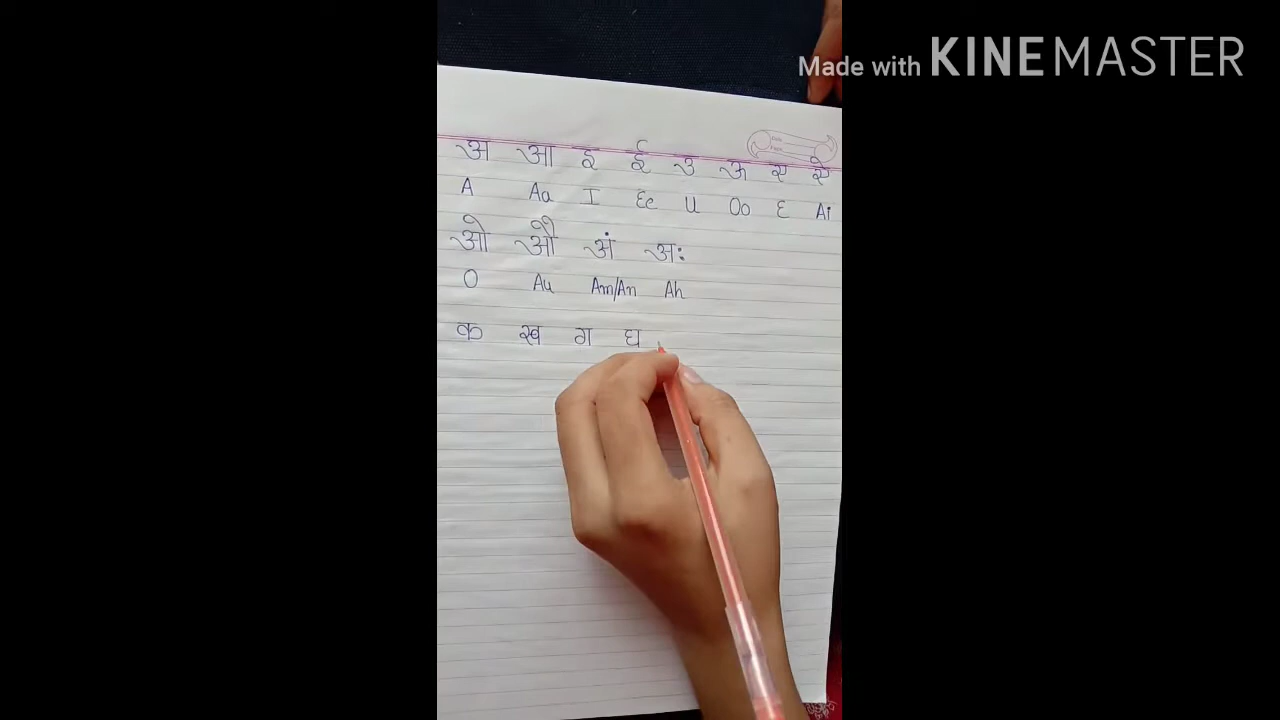 Made with KINEMASTER
अ आ इ ई उ ऊ ए ऐ
A Aa I Ee U Oo E Ai
ओ औ अं अः
O Au Am/An Ah
क ख ग घ